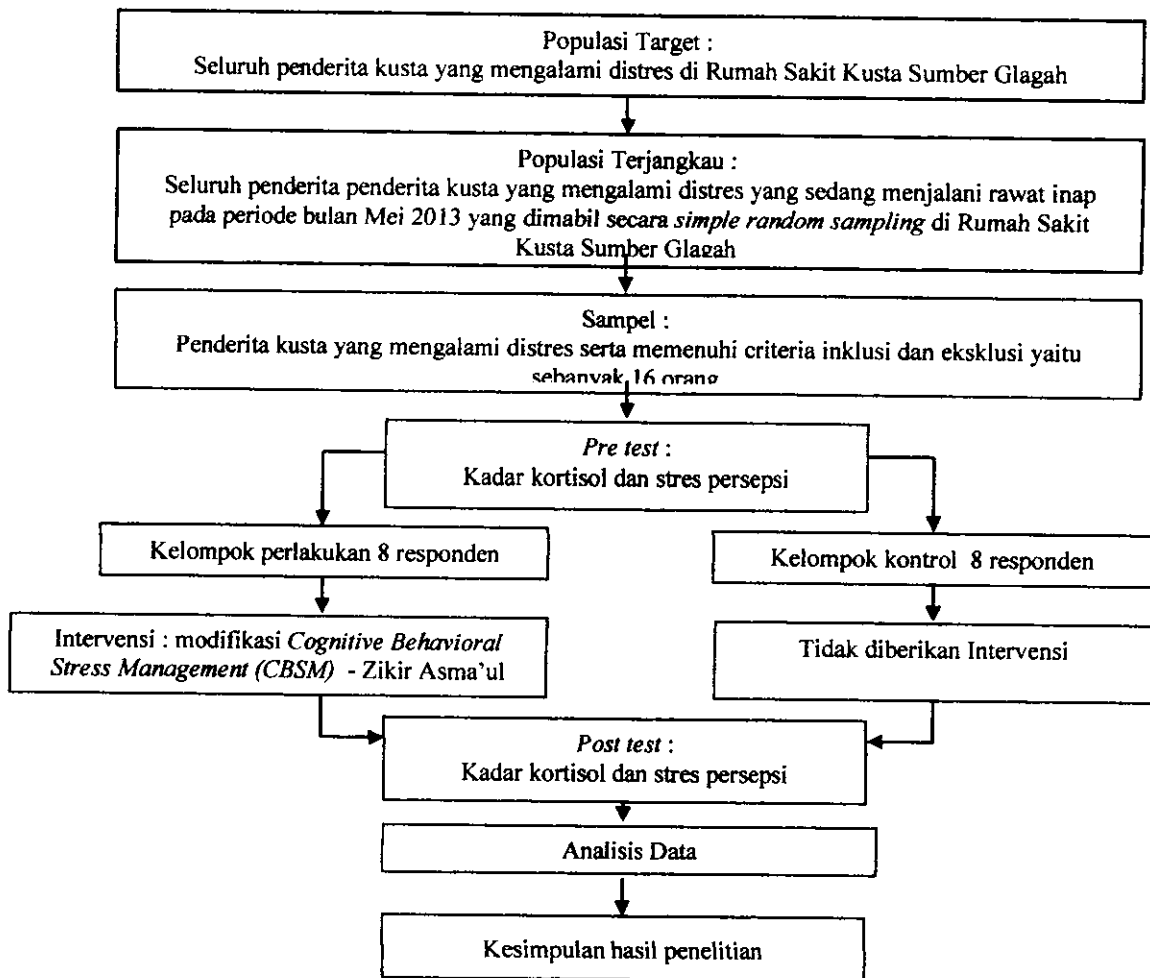 Populasi Target :
Seluruh penderita kusta yang mengalami distres di Rumah Sakit Kusta Sumber Glagah
Populasi Terjangkau :
Seluruh penderita penderita kusta yang mengalami distres yang sedang menjalani rawat inap
pada periode bulan Mei 2013 yang dimabil secara simple random sampling di Rumah Sakit
Kusta Sumber Glagah
Sampel :
Penderita kusta yang mengalami distres serta memenuhi criteria inklusi dan eksklusi yaitu
sebanyak 16 orang
Pre test :
Kadar kortisol dan stres persepsi
Kelompok perlakukan 8 responden
Kelompok kontrol 8 responden
Intervensi : modifikasi Cognitive Behavioral
Stress Management (CBSM) - Zikir Asma'ul
Tidak diberikan Intervensi
Post test :
Kadar kortisol dan stres persepsi
Analisis Data
Kesimpulan hasil penelitian